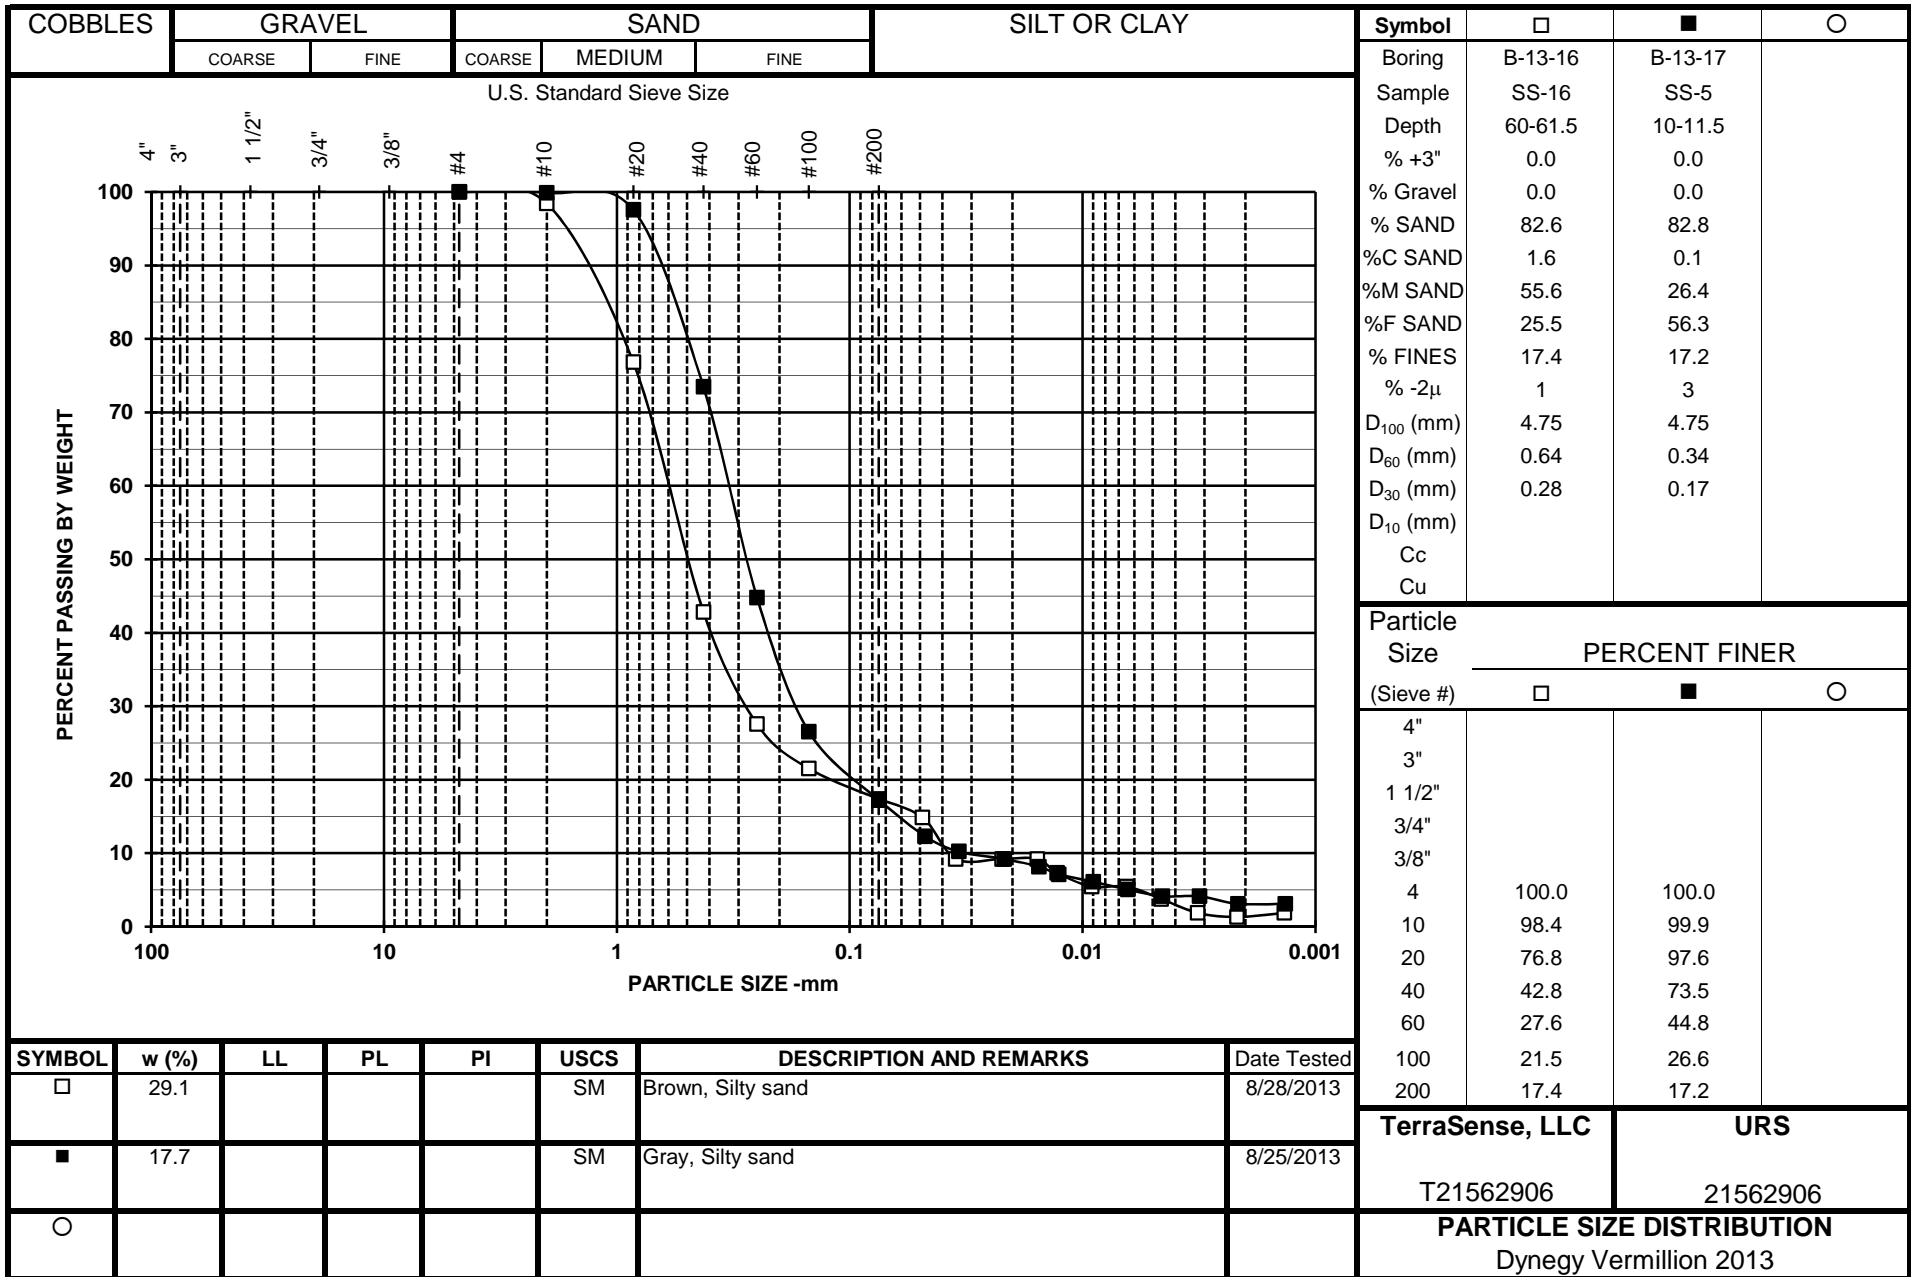 COBBLES GRAVEL SAND SILT OR CLAY
COARSE FINE COARSE MEDIUM FINE
U.S. Standard Sieve Size
4" 3" 1 1/2" 3/4" 3/8" #4 #10 #20 #40 #60 #100 #200
PERCENT PASSING BY WEIGHT
100
90
80
70
60
50
40
30
20
10
0
100 10 1 0.1 0.01 0.001
PARTICLE SIZE -mm
SYMBOL w (%) LL PL PI USCS DESCRIPTION AND REMARKS Date Tested
□ 29.1 SM Brown, Silty sand 8/28/2013
■ 17.7 SM Gray, Silty sand 8/25/2013
○
Symbol □ ■ ○
Boring B-13-16 B-13-17
Sample SS-16 SS-5
Depth 60-61.5 10-11.5
% +3" 0.0 0.0
% Gravel 0.0 0.0
% SAND 82.6 82.8
%C SAND 1.6 0.1
%M SAND 55.6 26.4
%F SAND 25.5 56.3
% FINES 17.4 17.2
% -2μ 1 3
D100 (mm) 4.75 4.75
D60 (mm) 0.64 0.34
D30 (mm) 0.28 0.17
D10 (mm)
Cc
Cu
Particle
Size PERCENT FINER
(Sieve #) □ ■ ○
4"
3"
1 1/2"
3/4"
3/8"
4 100.0 100.0
10 98.4 99.9
20 76.8 97.6
40 42.8 73.5
60 27.6 44.8
100 21.5 26.6
200 17.4 17.2
TerraSense, LLC URS
T21562906 21562906
PARTICLE SIZE DISTRIBUTION
Dynegy Vermillion 2013